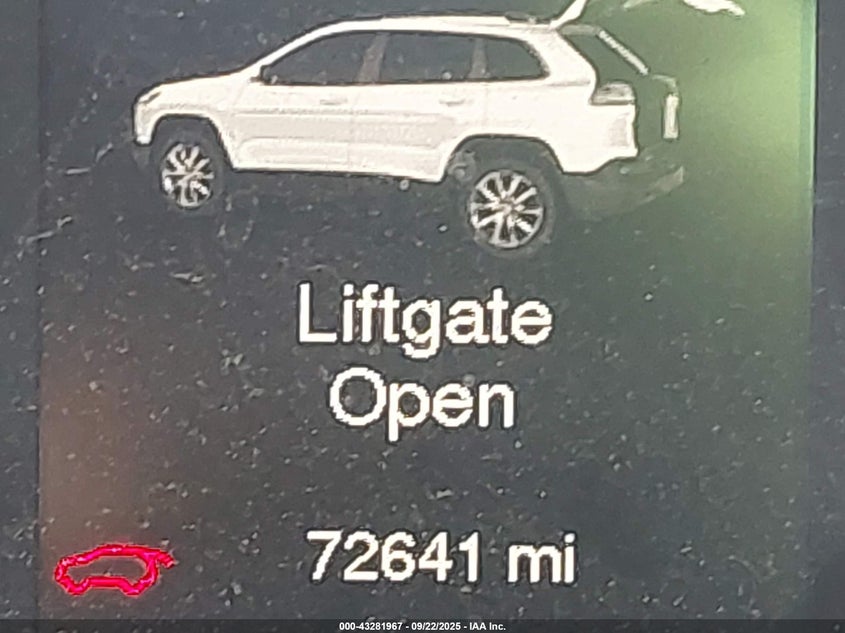 Liftgate
Open
72641 mi
000-43281967 - 09/22/2025 - IAA Inc.